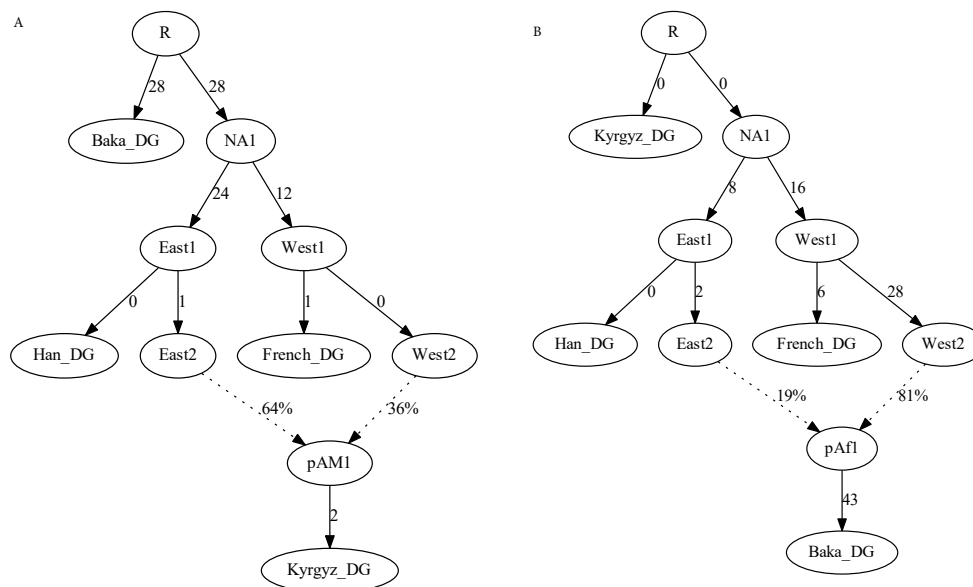 A
R
28
28
Baka_DG
NA1
24
12
East1
West1
0
1
1
0
Han_DG
East2
French_DG
West2
64%
36%
pAM1
2
Kyrgyz_DG
B
R
0
0
Kyrgyz_DG
NA1
8
16
East1
West1
0
2
6
28
Han_DG
East2
French_DG
West2
19%
81%
pAf1
43
Baka_DG